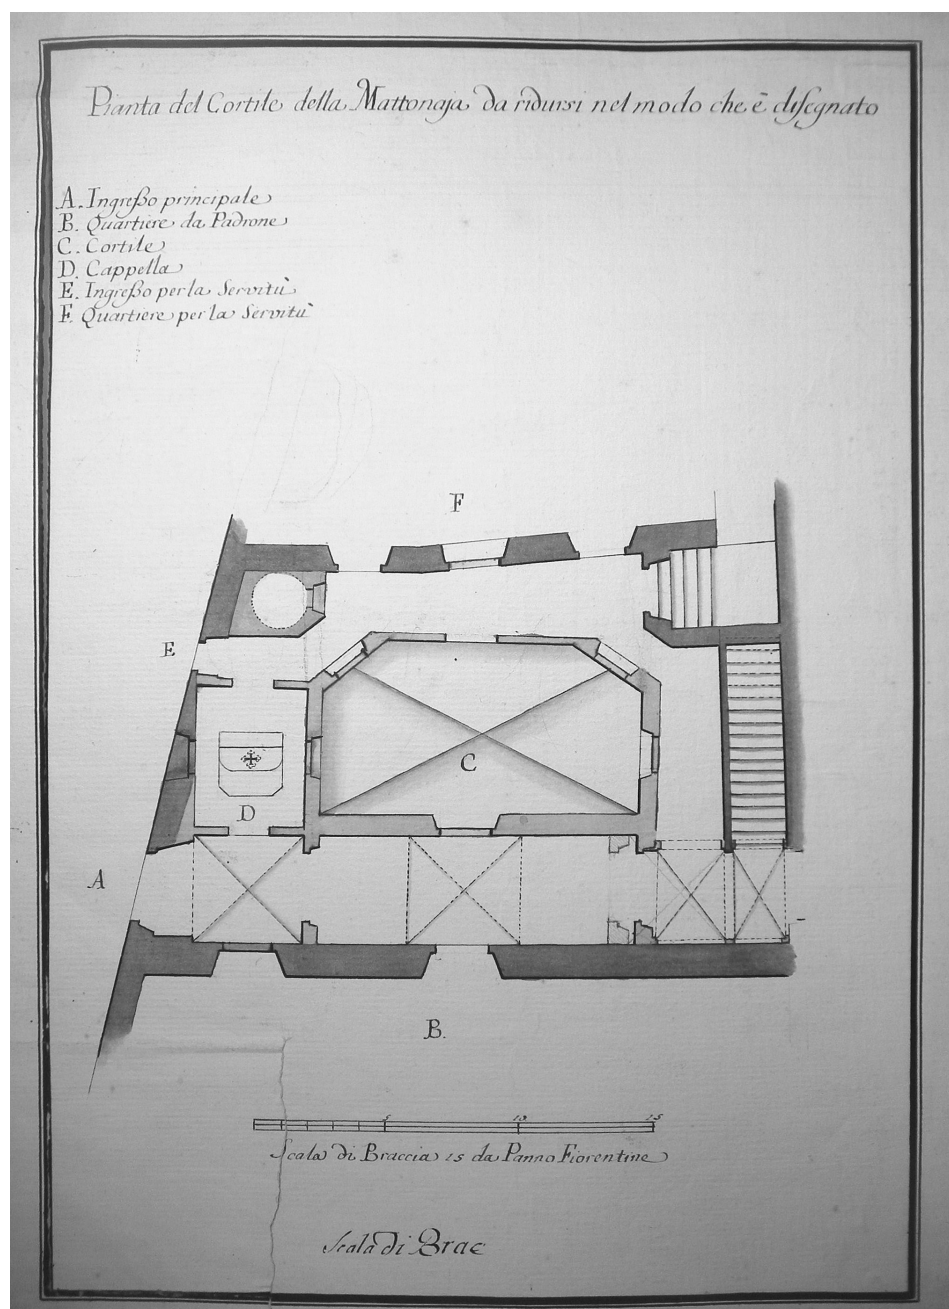 Pianta del Cortile della Mattonaja da ridursi nel modo che è diſegnato
A. Ingreßo principale
B. Quartiere da Padrone
C. Cortile
D. Cappella
E. Ingreßo per la Servitù
F. Quartiere per la Servitù
F
E
C
D
A
B.
5 10 15
Scala di Braccia 15 da Panno Fiorentine
Scala di Brac